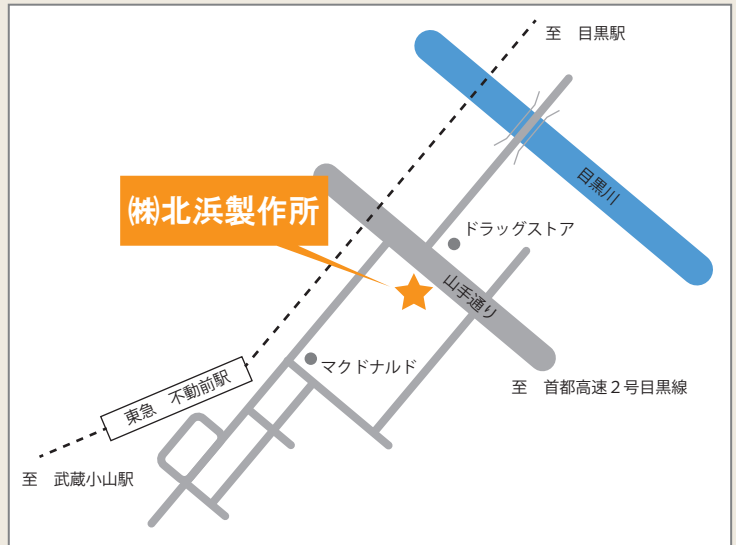 至　目黒駅
目黒川
㈱北浜製作所
ドラッグストア
山手通り
マクドナルド
東急　不動前駅
至　首都高速２号目黒線
至　武蔵小山駅